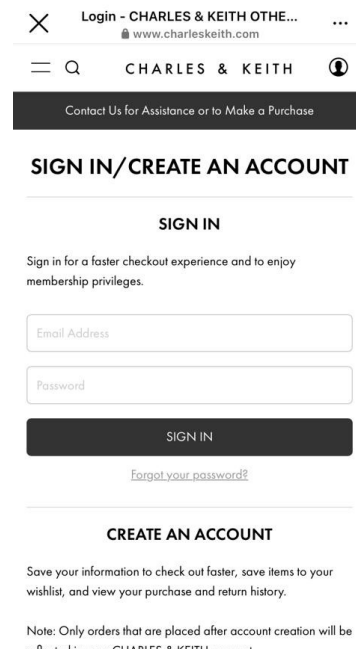 Login - CHARLES & KEITH OTHE...
www.charleskeith.com
CHARLES & KEITH
Contact Us for Assistance or to Make a Purchase
SIGN IN/CREATE AN ACCOUNT
SIGN IN
Sign in for a faster checkout experience and to enjoy
membership privileges.
Email Address
Password
SIGN IN
Forgot your password?
CREATE AN ACCOUNT
Save your information to check out faster, save items to your
wishlist, and view your purchase and return history.
Note: Only orders that are placed after account creation will be
CHARLES & KEITH